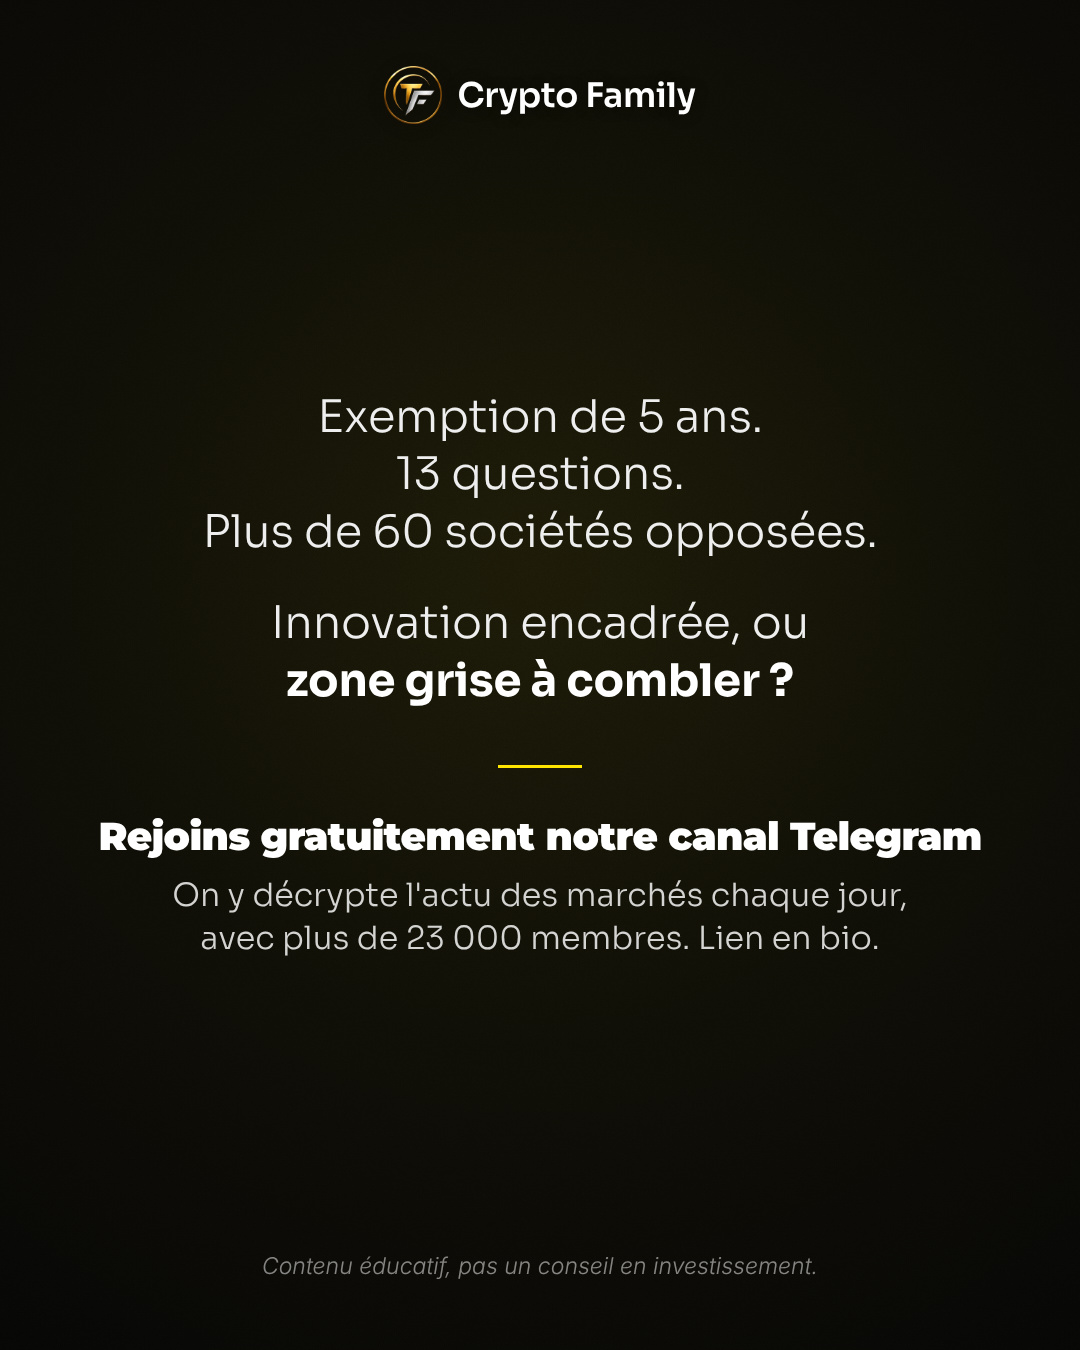 TF Crypto Family
Exemption de 5 ans.
13 questions.
Plus de 60 sociétés opposées.
Innovation encadrée, ou
zone grise à combler ?
Rejoins gratuitement notre canal Telegram
On y décrypte l'actu des marchés chaque jour,
avec plus de 23 000 membres. Lien en bio.
Contenu éducatif, pas un conseil en investissement.